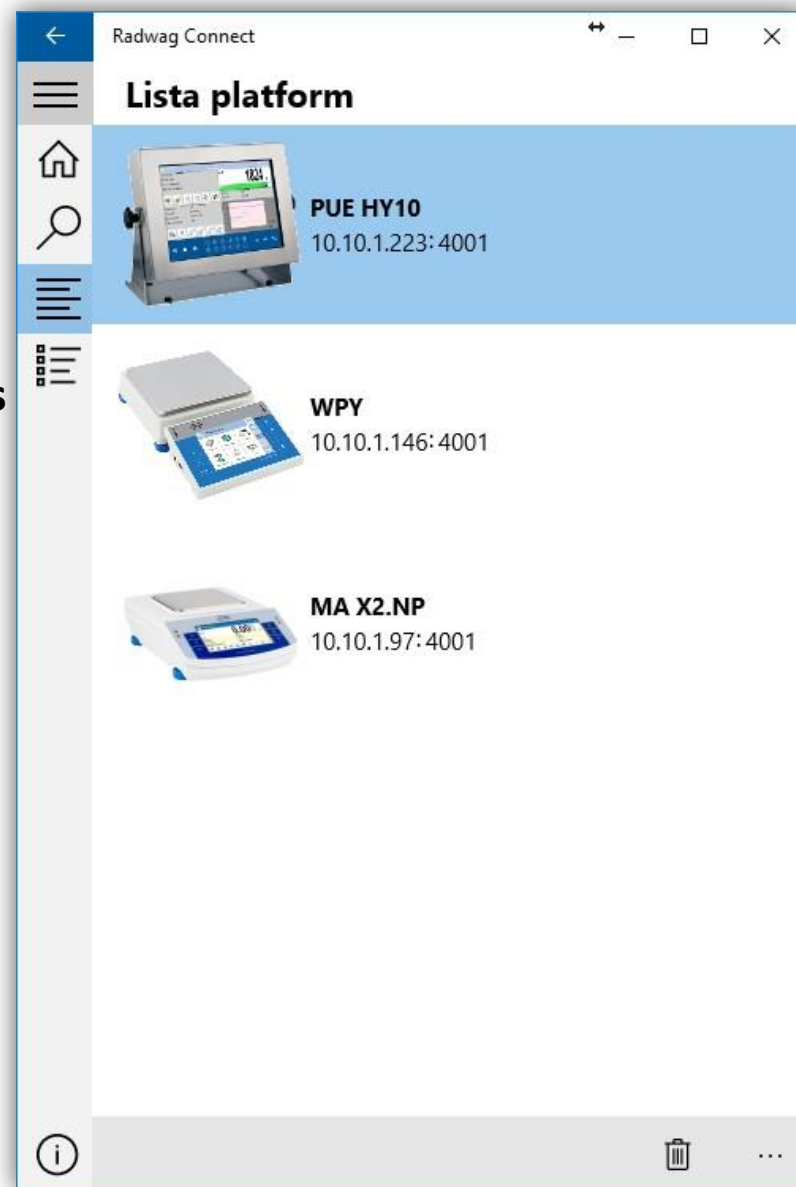 Radwag Connect
Lista platform
PUE HY10
10.10.1.223:4001
WPY
10.10.1.146:4001
MA X2.NP
10.10.1.97:4001